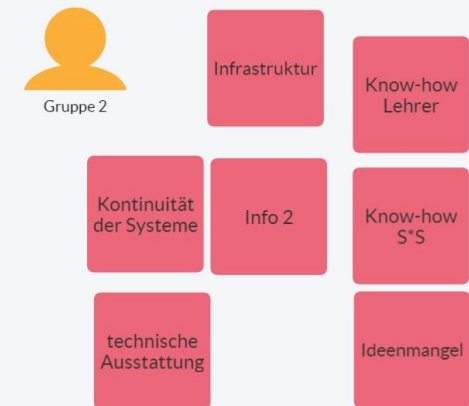 Gruppe 2
Infrastruktur
Know-how
Lehrer
Kontinuität
der Systeme
Info 2
Know-how
S*S
technische
Ausstattung
Ideenmangel